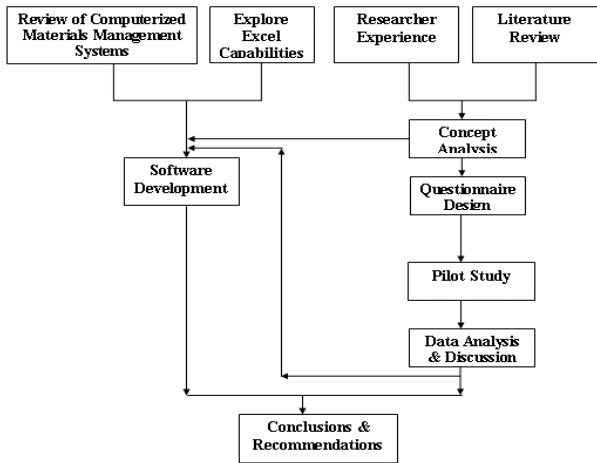 Review of Computerized
Materials Management
Systems
Explore
Excel
Capabilities
Researcher
Experience
Literature
Review
Concept
Analysis
Software
Development
Questionnaire
Design
Pilot Study
Data Analysis
& Discussion
Conclusions &
Recommendations